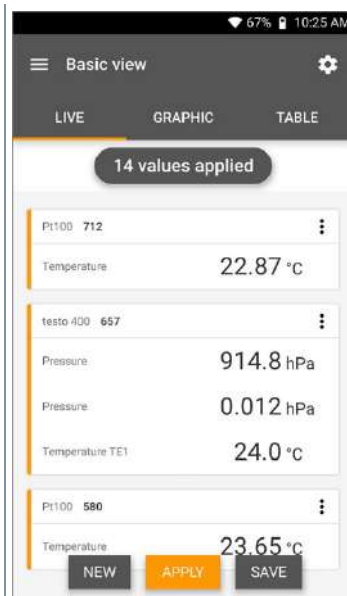 67% 10:25 AM
Basic view
LIVE GRAPHIC TABLE
14 values applied
Pt100 712
Temperature 22.87 °C
testo 400 657
Pressure 914.8 hPa
Pressure 0.012 hPa
Temperature TE1 24.0 °C
Pt100 580
Temperature 23.65 °C
NEW APPLY SAVE